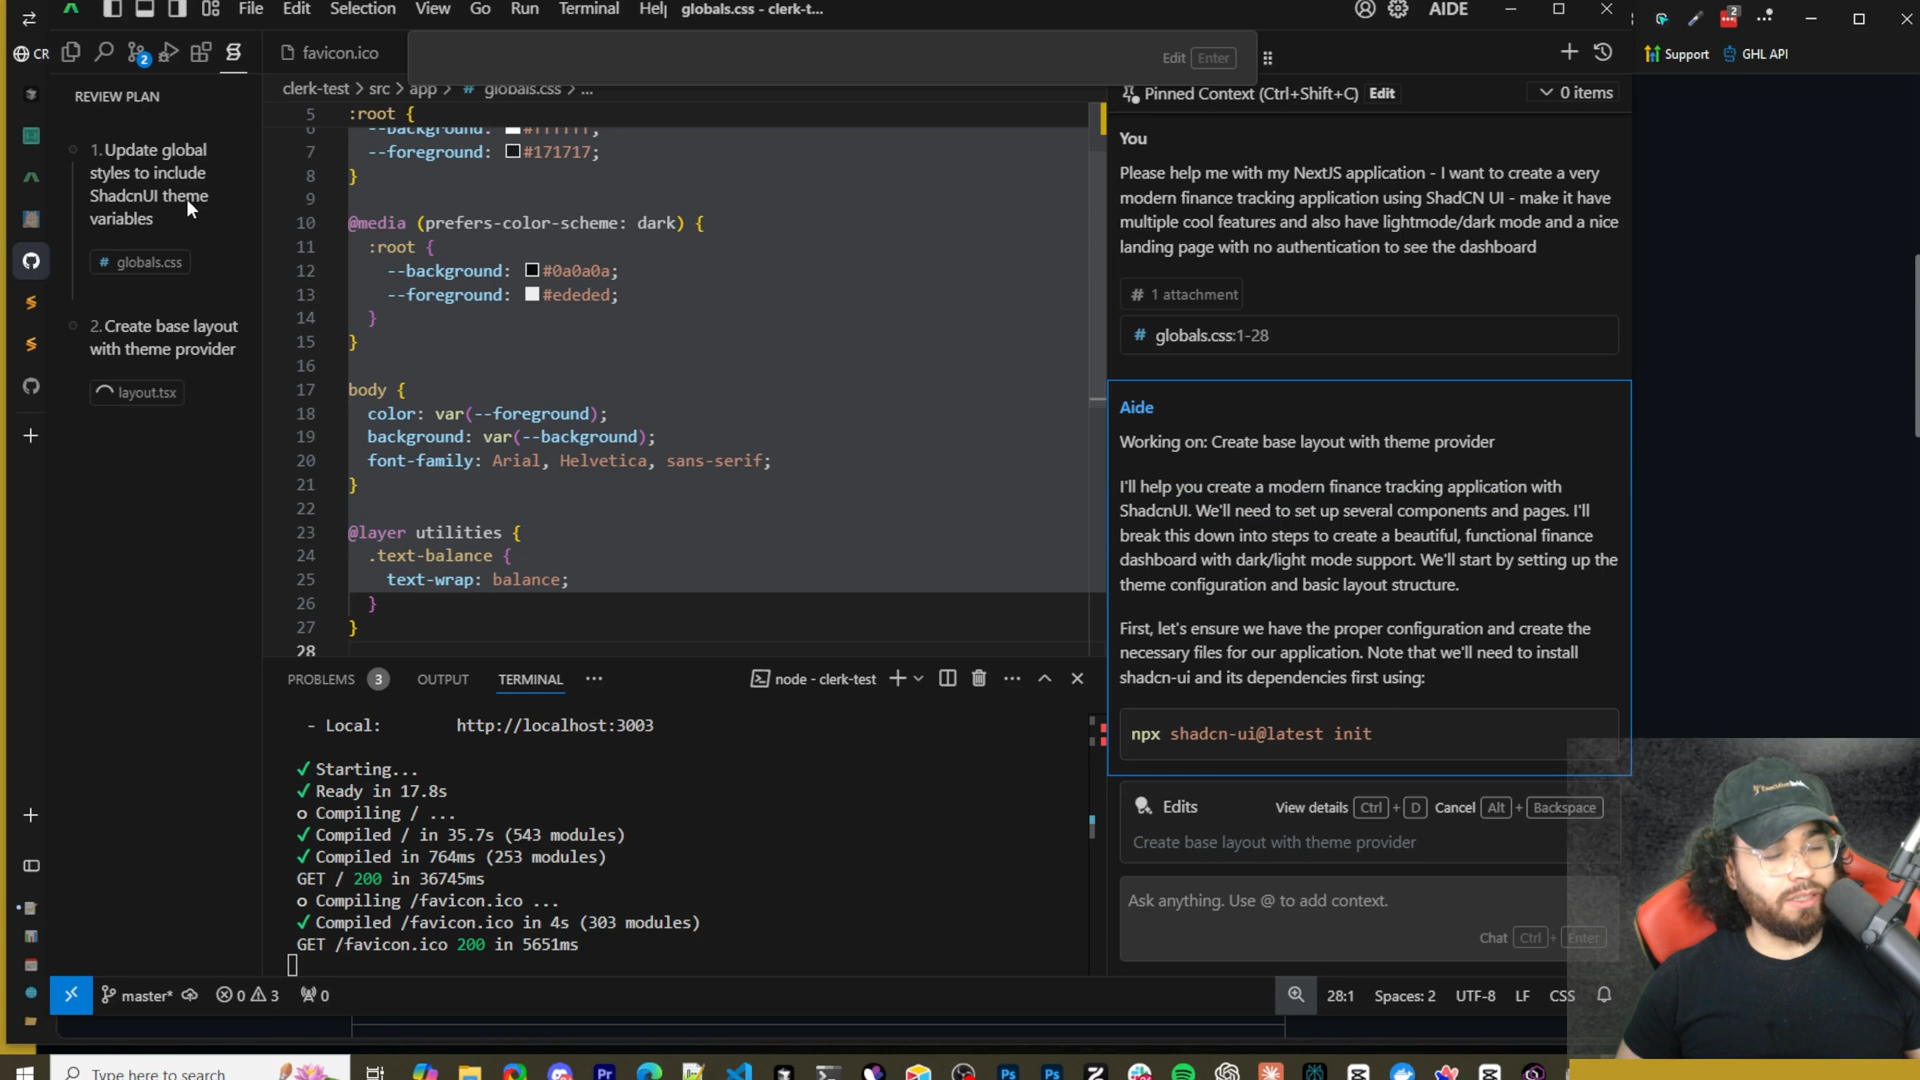 File Edit Selection View Go Run Terminal Help
globals.css - clerk-t...
AIDE
2
CR
2
favicon.ico
Edit Enter
Support
GHL API
REVIEW PLAN
clerk-test > src > app > # globals.css > ...
Pinned Context (Ctrl+Shift+C) Edit
0 items
1. Update global
styles to include
ShadcnUI theme
variables
# globals.css
2. Create base layout
with theme provider
layout.tsx
5 :root {
6 --background: #ffffff;
7 --foreground: #171717;
8 }
9
10 @media (prefers-color-scheme: dark) {
11 :root {
12 --background: #0a0a0a;
13 --foreground: #ededed;
14 }
15 }
16
17 body {
18 color: var(--foreground);
19 background: var(--background);
20 font-family: Arial, Helvetica, sans-serif;
21 }
22
23 @layer utilities {
24 .text-balance {
25 text-wrap: balance;
26 }
27 }
28
You
Please help me with my NextJS application - I want to create a very
modern finance tracking application using ShadCN UI - make it have
multiple cool features and also have lightmode/dark mode and a nice
landing page with no authentication to see the dashboard
# 1 attachment
# globals.css:1-28
Aide
Working on: Create base layout with theme provider
I'll help you create a modern finance tracking application with
ShadcnUI. We'll need to set up several components and pages. I'll
break this down into steps to create a beautiful, functional finance
dashboard with dark/light mode support. We'll start by setting up the
theme configuration and basic layout structure.
First, let's ensure we have the proper configuration and create the
necessary files for our application. Note that we'll need to install
shadcn-ui and its dependencies first using:
npx shadcn-ui@latest init
Edits
View details Ctrl + D Cancel Alt + Backspace
Create base layout with theme provider
Ask anything. Use @ to add context.
Chat Ctrl + Enter
PROBLEMS 3 OUTPUT TERMINAL ...
node - clerk-test
- Local: http://localhost:3003
✓ Starting...
✓ Ready in 17.8s
o Compiling / ...
✓ Compiled / in 35.7s (543 modules)
✓ Compiled in 764ms (253 modules)
GET / 200 in 36745ms
o Compiling /favicon.ico ...
✓ Compiled /favicon.ico in 4s (303 modules)
GET /favicon.ico 200 in 5651ms
master* 0 3 0
28:1 Spaces: 2 UTF-8 LF CSS
Type here to search
Pr
Ps
Ps